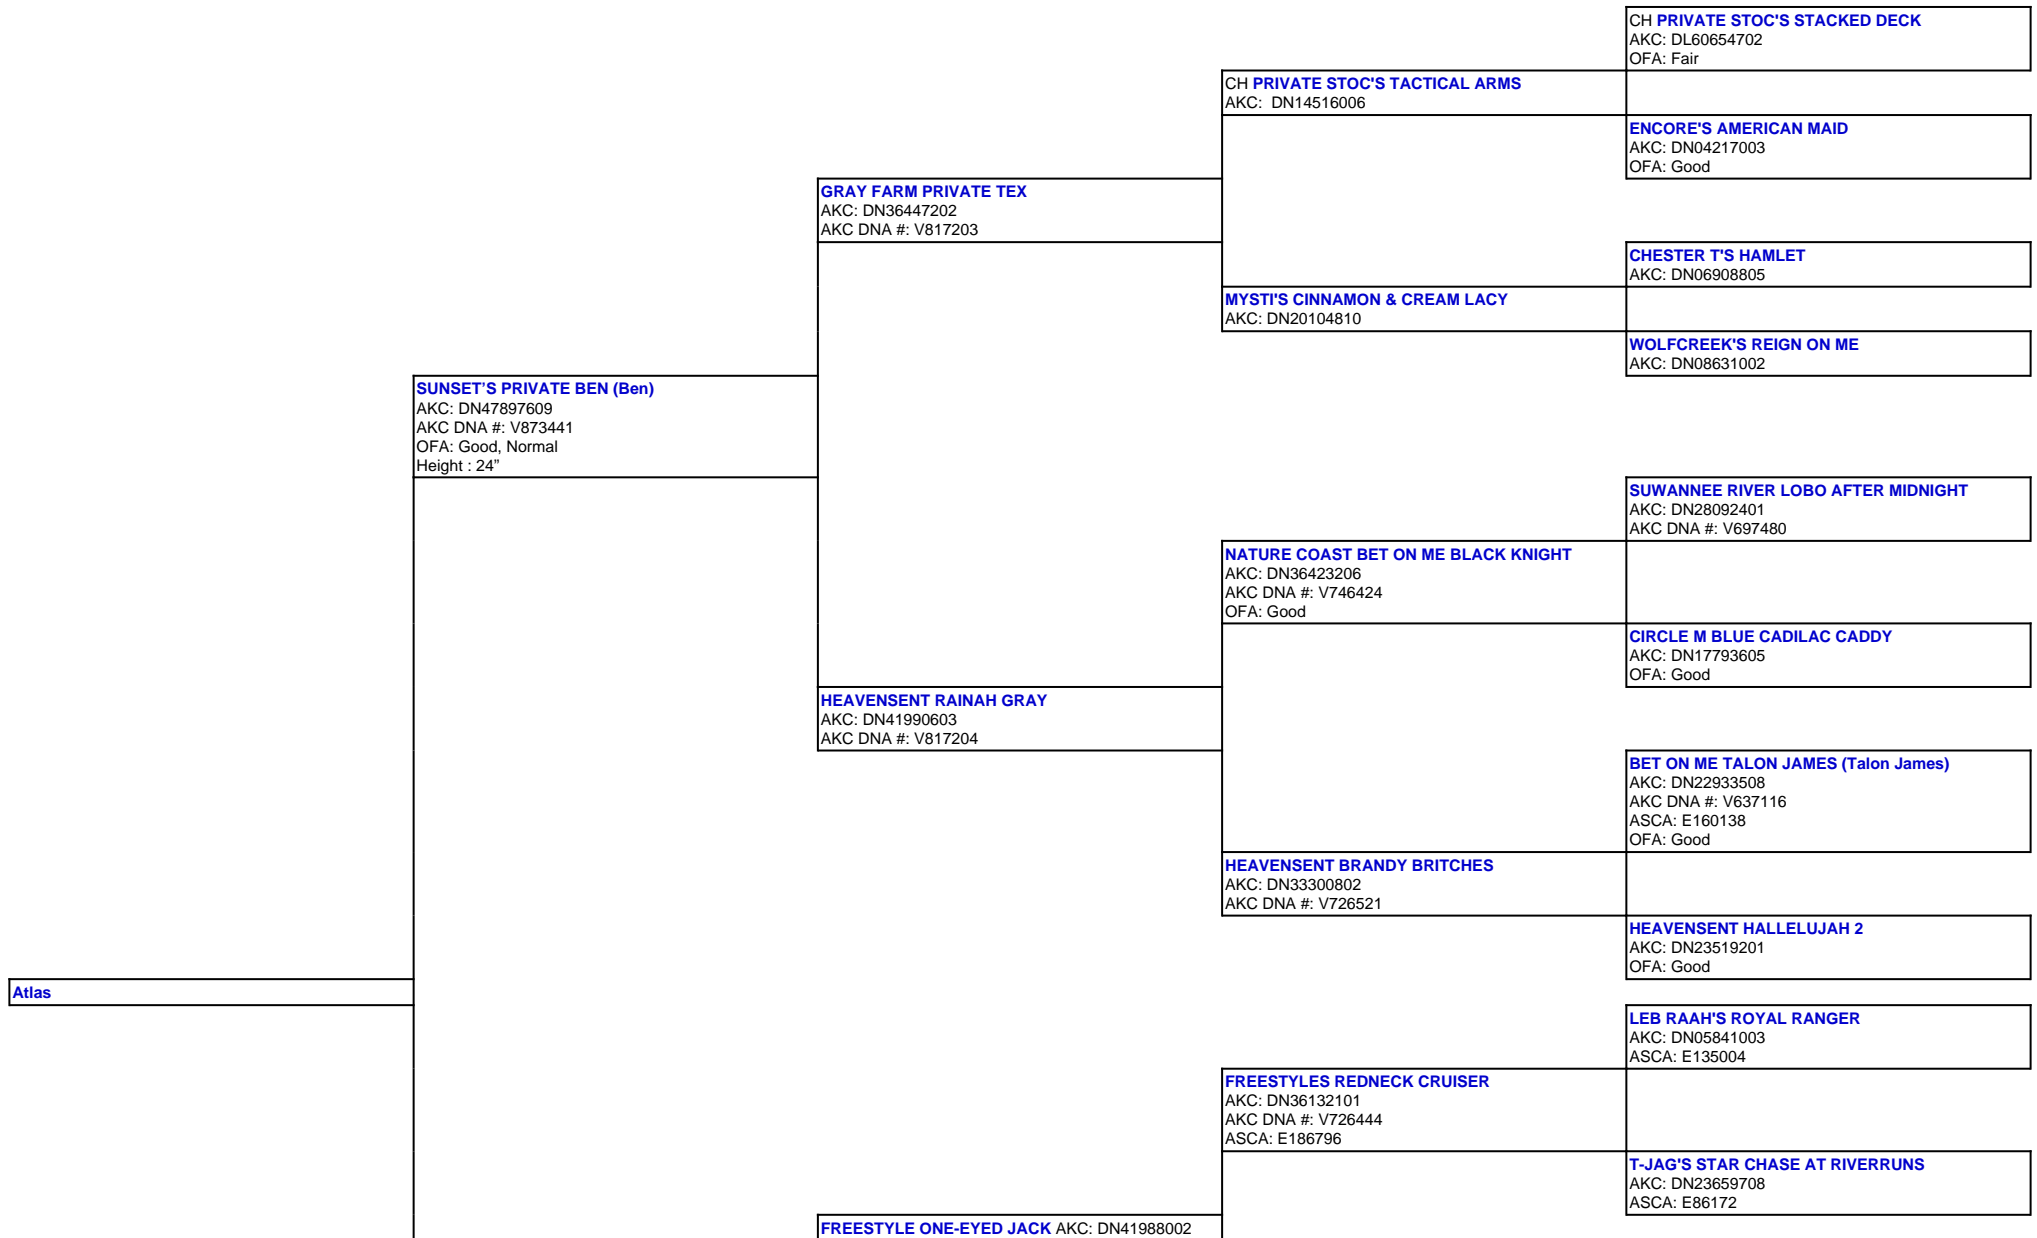 CH PRIVATE STOC'S STACKED DECK
AKC: DL60654702
OFA: Fair
CH PRIVATE STOC'S TACTICAL ARMS
AKC: DN14516006
ENCORE'S AMERICAN MAID
AKC: DN04217003
OFA: Good
GRAY FARM PRIVATE TEX
AKC: DN36447202
AKC DNA #: V817203
CHESTER T'S HAMLET
AKC: DN06908805
MYSTI'S CINNAMON & CREAM LACY
AKC: DN20104810
WOLFCREEK'S REIGN ON ME
AKC: DN08631002
SUNSET’S PRIVATE BEN (Ben)
AKC: DN47897609
AKC DNA #: V873441
OFA: Good, Normal
Height : 24”
SUWANNEE RIVER LOBO AFTER MIDNIGHT
AKC: DN28092401
AKC DNA #: V697480
NATURE COAST BET ON ME BLACK KNIGHT
AKC: DN36423206
AKC DNA #: V746424
OFA: Good
CIRCLE M BLUE CADILAC CADDY
AKC: DN17793605
OFA: Good
HEAVENSENT RAINAH GRAY
AKC: DN41990603
AKC DNA #: V817204
BET ON ME TALON JAMES (Talon James)
AKC: DN22933508
AKC DNA #: V637116
ASCA: E160138
OFA: Good
HEAVENSENT BRANDY BRITCHES
AKC: DN33300802
AKC DNA #: V726521
HEAVENSENT HALLELUJAH 2
AKC: DN23519201
OFA: Good
Atlas
LEB RAAH'S ROYAL RANGER
AKC: DN05841003
ASCA: E135004
FREESTYLES REDNECK CRUISER
AKC: DN36132101
AKC DNA #: V726444
ASCA: E186796
T-JAG'S STAR CHASE AT RIVERRUNS
AKC: DN23659708
ASCA: E86172
FREESTYLE ONE-EYED JACK AKC: DN41988002